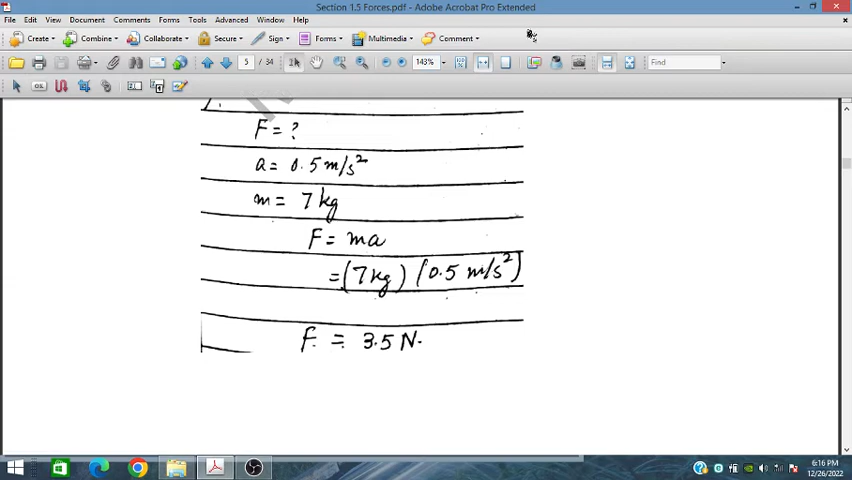 Section 1.5 Forces.pdf - Adobe Acrobat Pro Extended
File Edit View Document Comments Forms Tools Advanced Window Help
Create Combine Collaborate Secure Sign Forms Multimedia Comment
5 / 34 143% Find
F = ?
a = 0.5 m/s²
m = 7 kg
F = ma
= (7 kg) (0.5 m/s²)
F = 3.5 N.
6:16 PM
12/26/2022